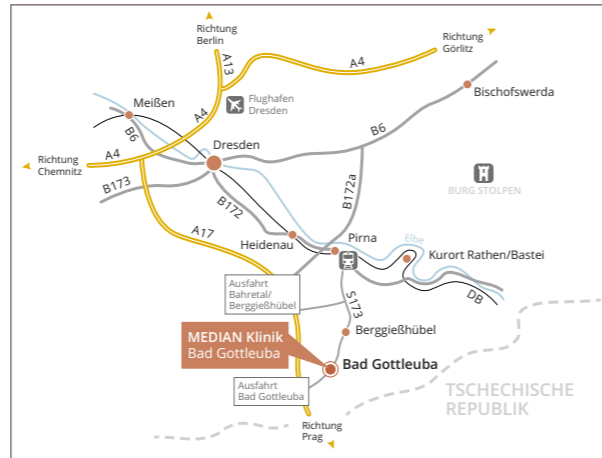 Richtung
Berlin
Richtung
Görlitz
A13
A4
Bischofswerda
Flughafen
Dresden
Meißen
A4
B6
B6
Dresden
Richtung
Chemnitz
A4
B173
B172
B172a
BURG STOLPEN
A17
Heidenau
Pirna
Elbe
Kurort Rathen/Bastei
DB
Ausfahrt
Bahretal/
Berggießhübel
S173
Berggießhübel
MEDIAN Klinik
Bad Gottleuba
Bad Gottleuba
Ausfahrt
Bad Gottleuba
TSCHECHISCHE
REPUBLIK
Richtung
Prag